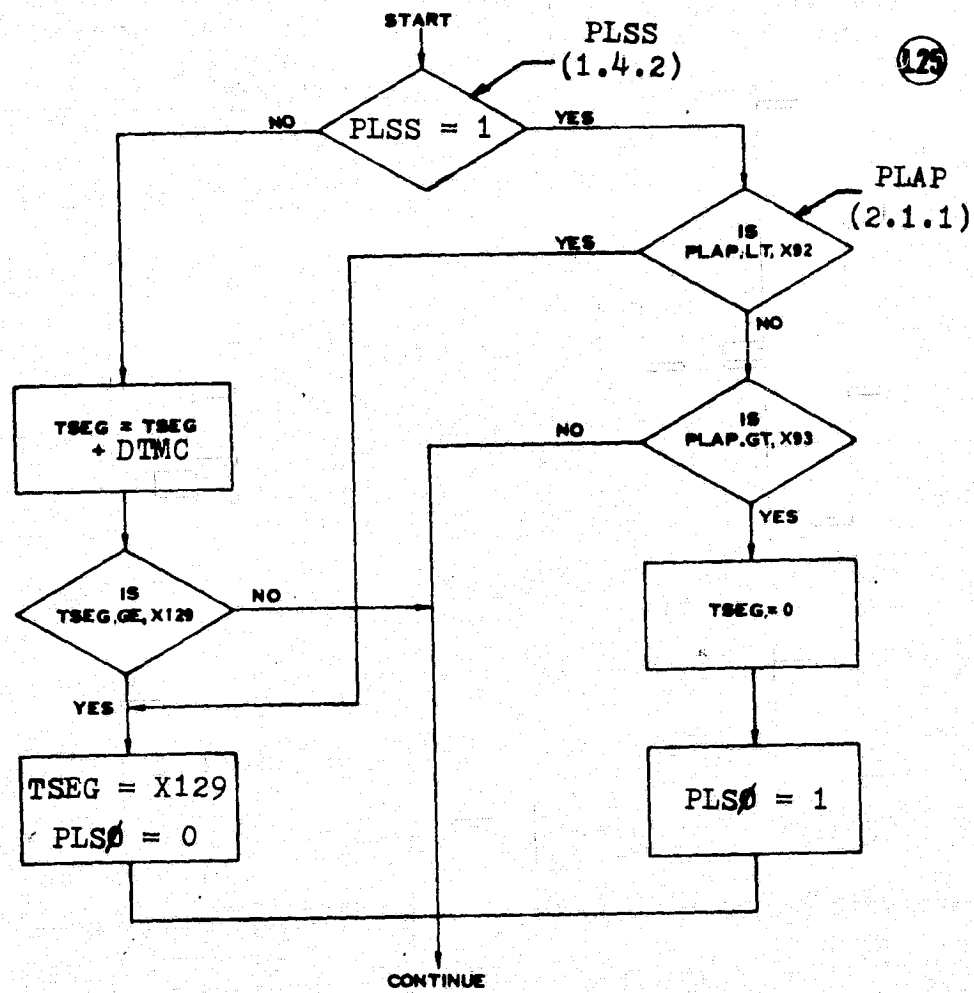 START
PLSS
(1.4.2)
125
NO
PLSS = 1
YES
PLAP
(2.1.1)
YES
IS
PLAP.LT, X92
NO
TSEG = TSEG
+ DTMC
NO
IS
PLAP.GT, X93
YES
IS
TSEG.GE, X129
NO
TSEG,= 0
YES
TSEG = X129
PLSØ = 0
PLSØ = 1
CONTINUE